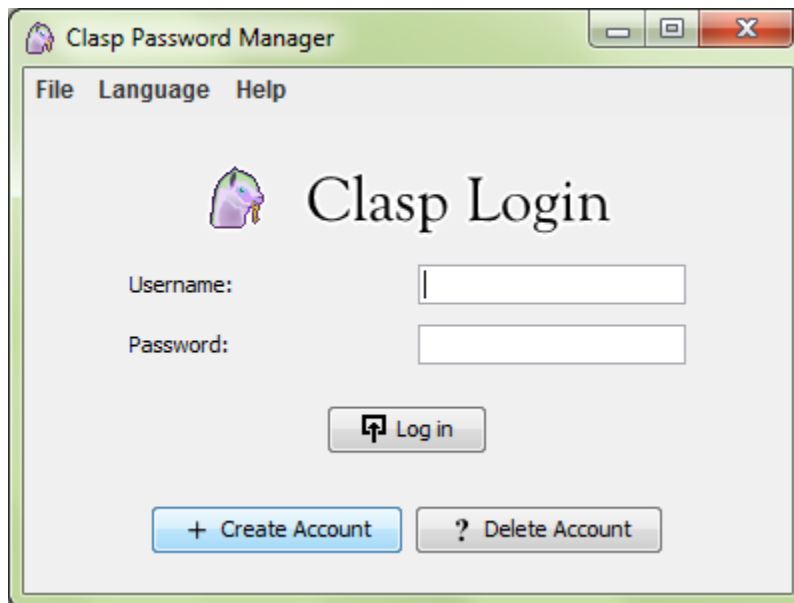 Clasp Password Manager
File Language Help
Clasp Login
Username:
Password:
Log in
+ Create Account ? Delete Account